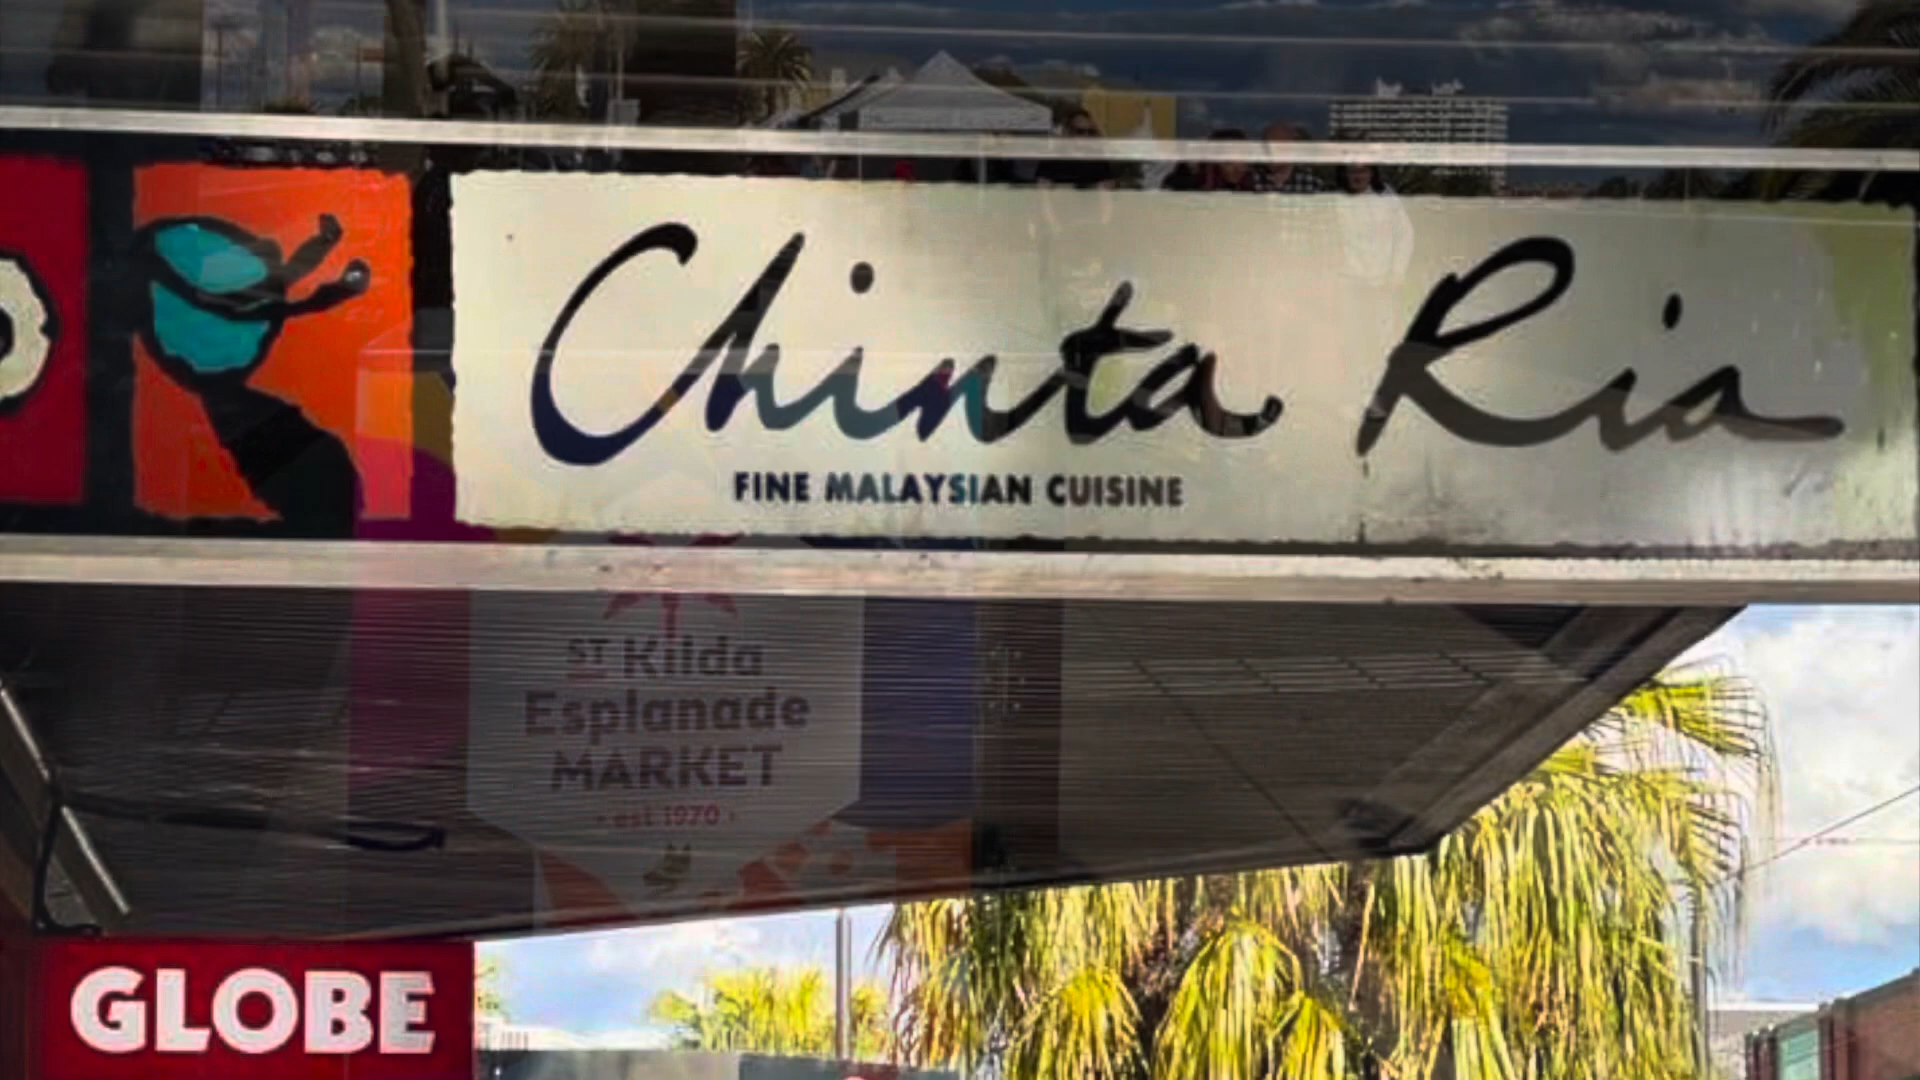 Chinta Ria
FINE MALAYSIAN CUISINE
ST Kilda
Esplanade
MARKET
· est 1970 ·
GLOBE